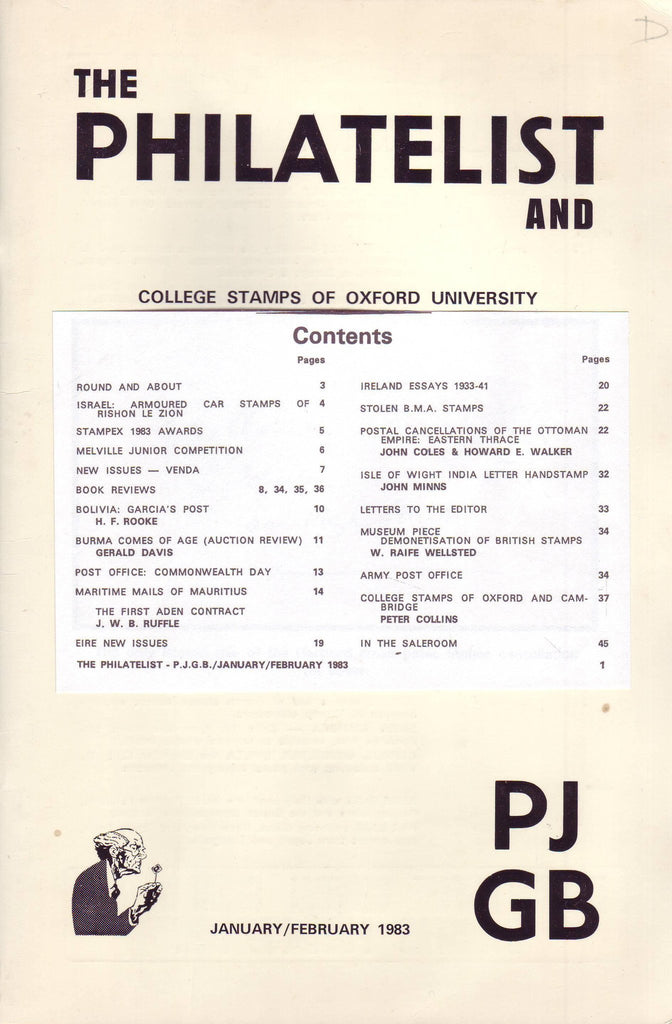 D
THE
PHILATELIST
AND
COLLEGE STAMPS OF OXFORD UNIVERSITY
Contents
Pages
ROUND AND ABOUT 3
ISRAEL: ARMOURED CAR STAMPS OF 4
RISHON LE ZION
STAMPEX 1983 AWARDS 5
MELVILLE JUNIOR COMPETITION 6
NEW ISSUES — VENDA 7
BOOK REVIEWS 8, 34, 35, 36
BOLIVIA: GARCIA'S POST 10
H. F. ROOKE
BURMA COMES OF AGE (AUCTION REVIEW) 11
GERALD DAVIS
POST OFFICE: COMMONWEALTH DAY 13
MARITIME MAILS OF MAURITIUS 14
THE FIRST ADEN CONTRACT
J. W. B. RUFFLE
EIRE NEW ISSUES 19
Pages
IRELAND ESSAYS 1933-41 20
STOLEN B.M.A. STAMPS 22
POSTAL CANCELLATIONS OF THE OTTOMAN 22
EMPIRE: EASTERN THRACE
JOHN COLES & HOWARD E. WALKER
ISLE OF WIGHT INDIA LETTER HANDSTAMP 32
JOHN MINNS
LETTERS TO THE EDITOR 33
MUSEUM PIECE 34
DEMONETISATION OF BRITISH STAMPS
W. RAIFE WELLSTED
ARMY POST OFFICE 34
COLLEGE STAMPS OF OXFORD AND CAM- 37
BRIDGE
PETER COLLINS
IN THE SALEROOM 45
THE PHILATELIST - P.J.G.B./JANUARY/FEBRUARY 1983 1
PJ
GB
JANUARY/FEBRUARY 1983